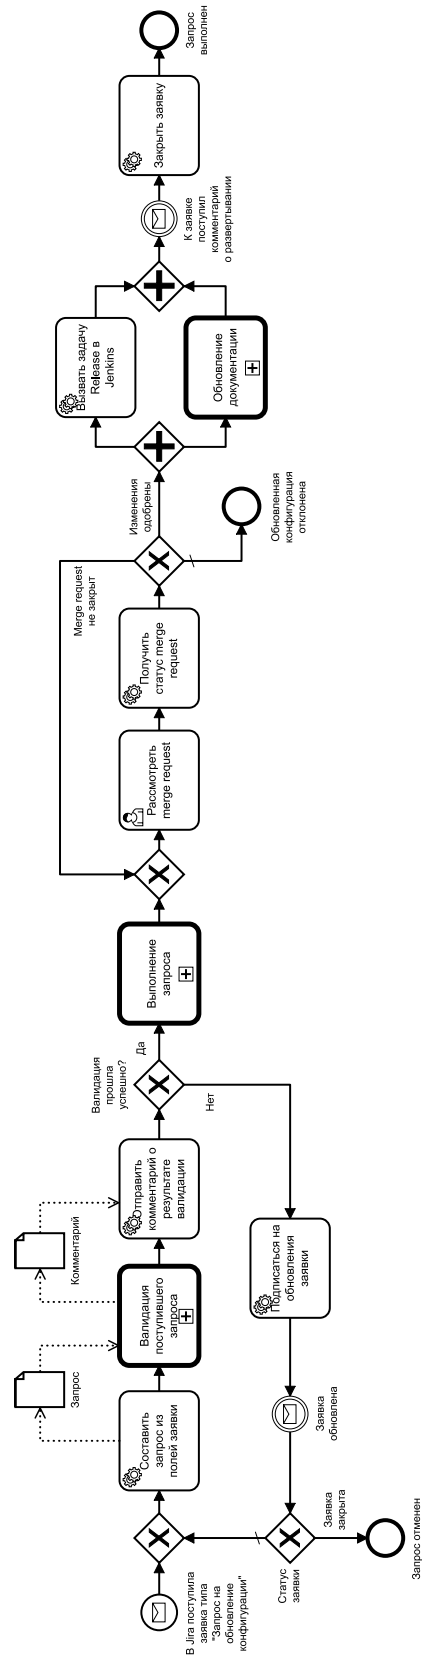 В Jira поступила
заявка типа
"Запрос на
обновление
конфигурации"
Составить
запрос из
полей заявки
Запрос
Валидация
поступившего
запроса
Комментарий
Отправить
комментарий о
результате
валидации
Валидация
прошла
успешно?
Да
Нет
Подписаться на
обновления
заявки
Заявка
обновлена
Статус
заявки
Заявка
закрыта
Запрос отменен
Выполнение
запроса
Рассмотреть
merge request
Получить
статус merge
request
Merge request
не закрыт
Изменения
одобрены
Обновленная
конфигурация
отклонена
Вызвать задачу
Release в
Jenkins
Обновление
документации
К заявке
поступил
комментарий
о развертывании
Закрыть заявку
Запрос
выполнен